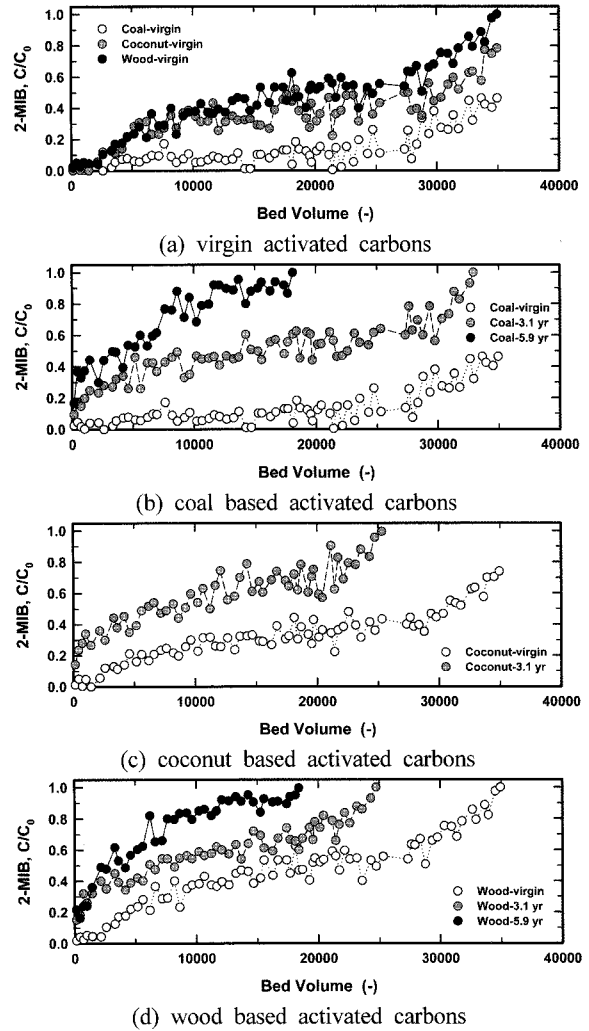 2-MIB, C/C0
1.0
0.8
0.6
0.4
0.2
0.0
Coal-virgin
Coconut-virgin
Wood-virgin
0
10000
20000
30000
40000
Bed Volume (-)
(a) virgin activated carbons
2-MIB, C/C0
1.0
0.8
0.6
0.4
0.2
0.0
Coal-virgin
Coal-3.1 yr
Coal-5.9 yr
0
10000
20000
30000
40000
Bed Volume (-)
(b) coal based activated carbons
2-MIB, C/C0
1.0
0.8
0.6
0.4
0.2
0.0
Coconut-virgin
Coconut-3.1 yr
0
10000
20000
30000
40000
Bed Volume (-)
(c) coconut based activated carbons
2-MIB, C/C0
1.0
0.8
0.6
0.4
0.2
0.0
Wood-virgin
Wood-3.1 yr
Wood-5.9 yr
0
10000
20000
30000
40000
Bed Volume (-)
(d) wood based activated carbons